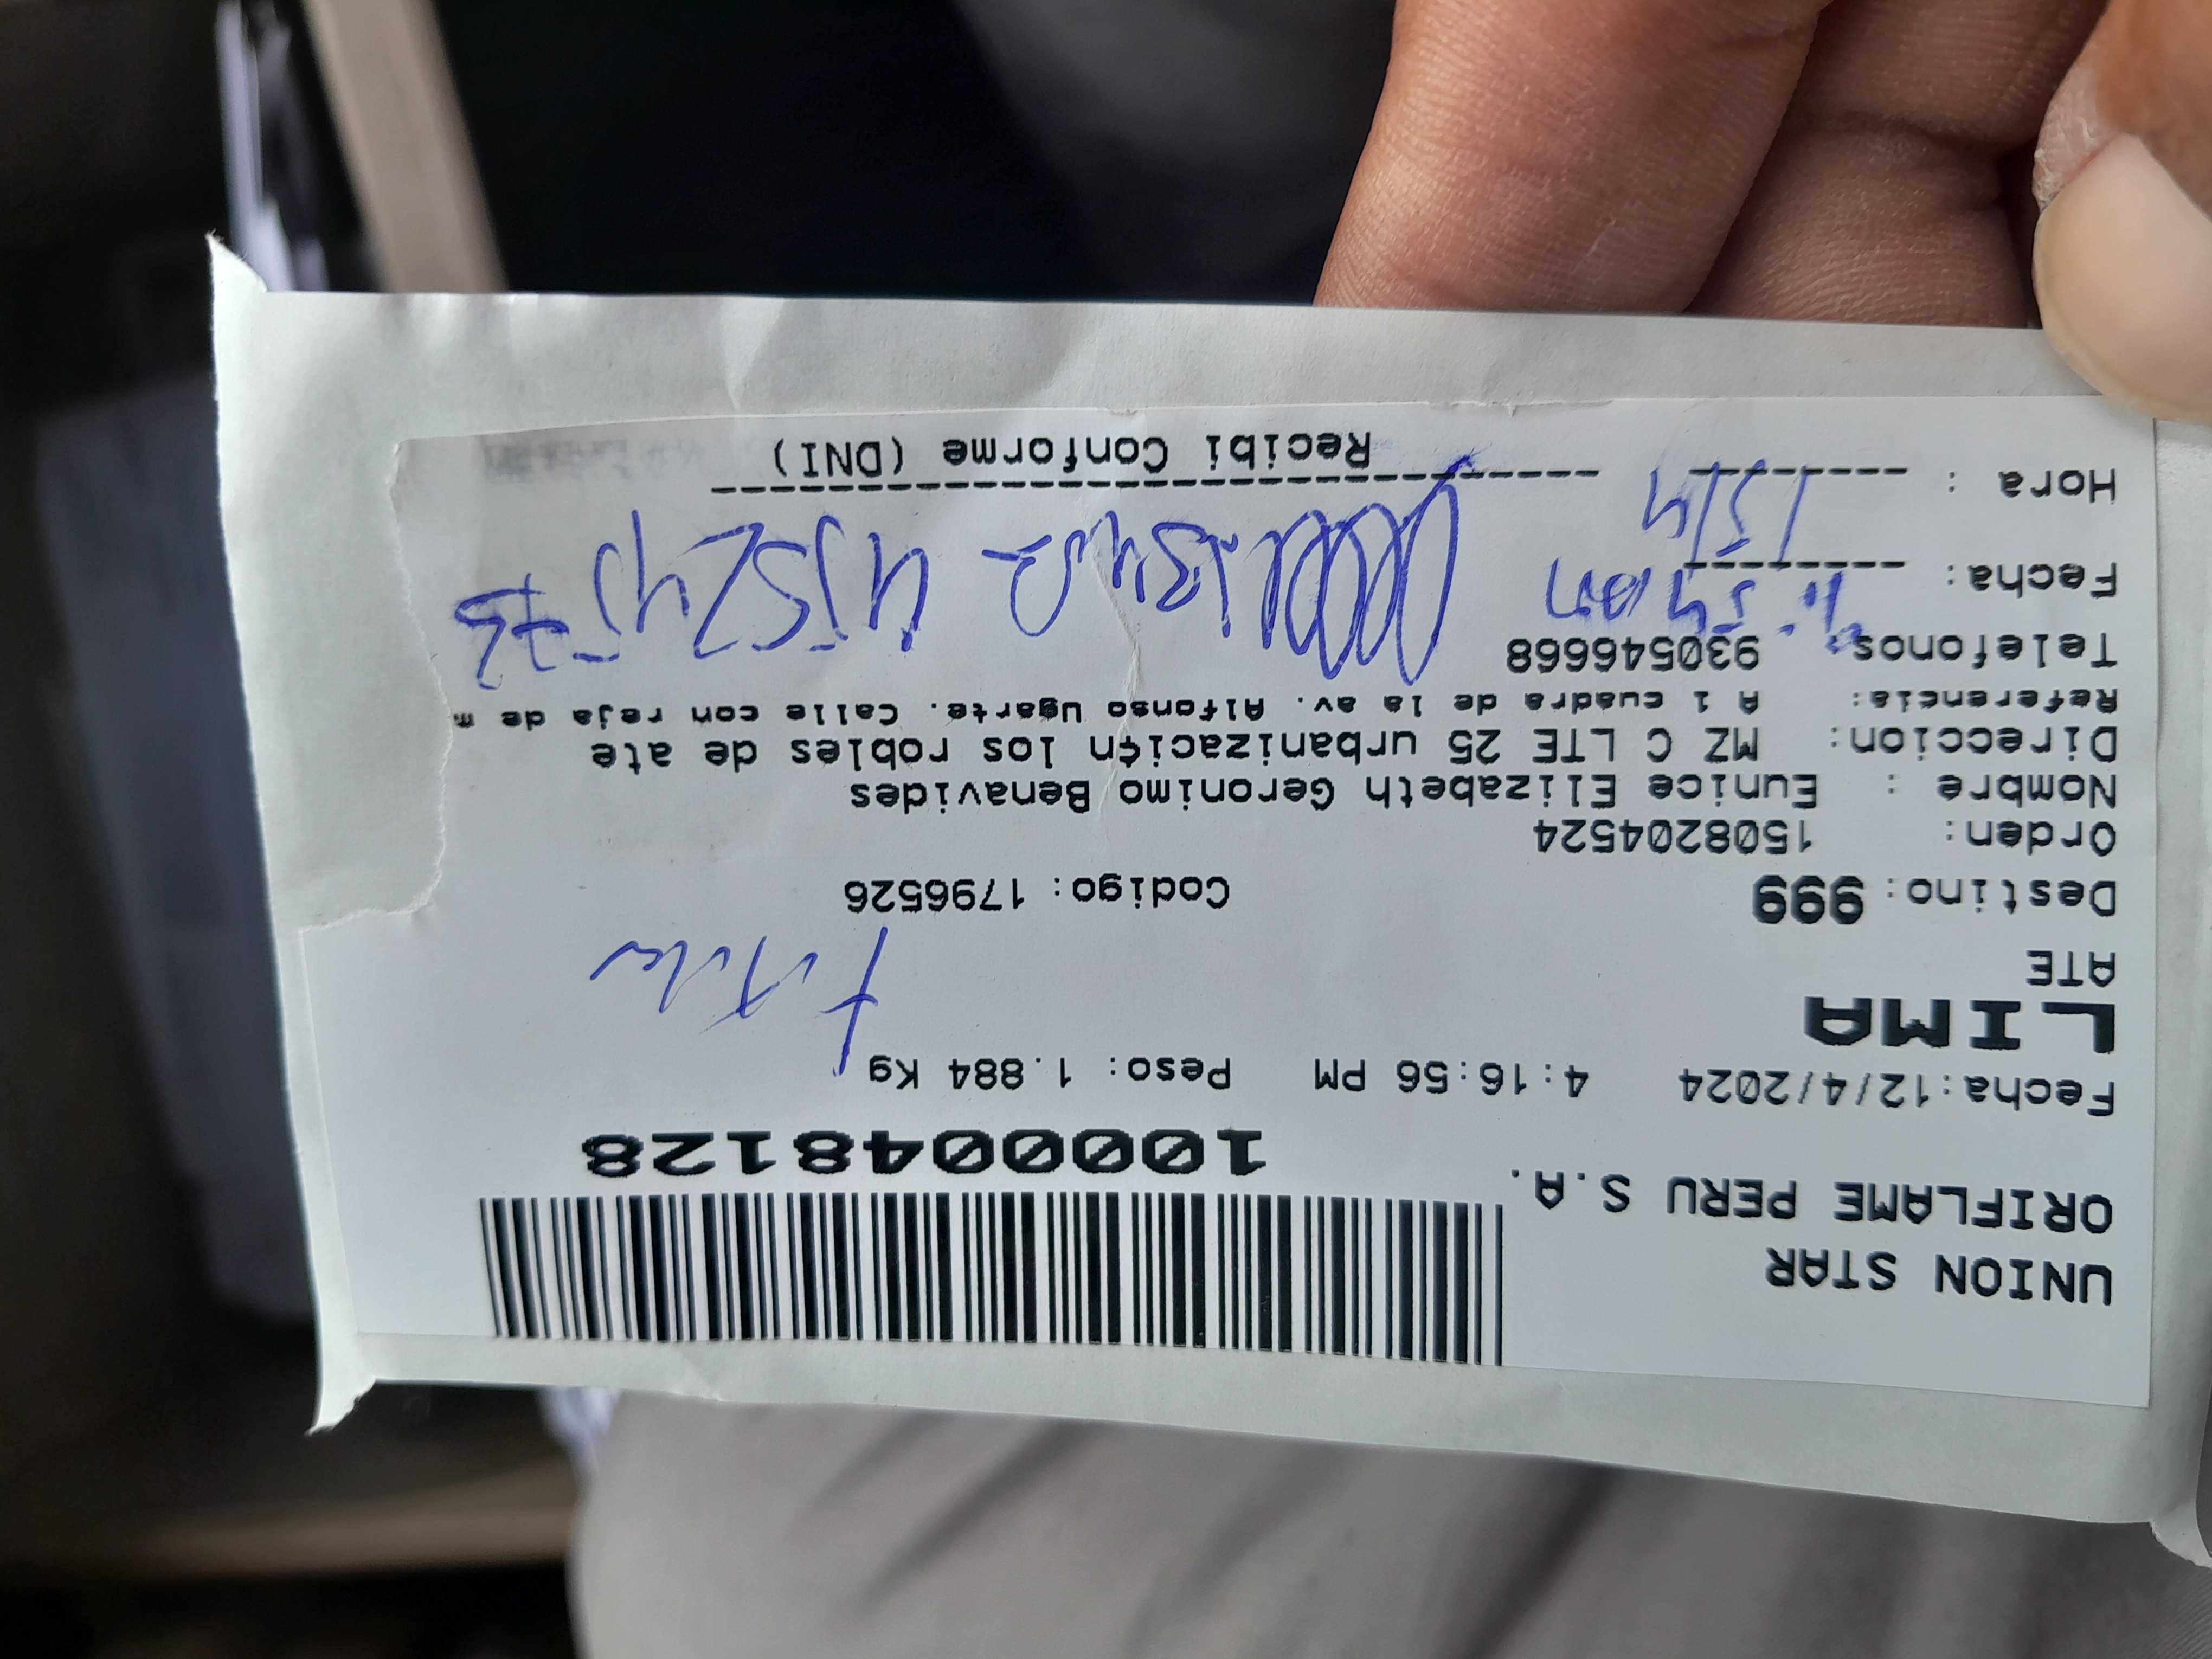 UNION STAR
ORIFLAME PERU S.A.
1000048128
Fecha:12/4/2024 4:16:56 PM Peso: 1.884 Kg
LIMA
ATE
Destino: 999 Codigo: 1796526
Orden: 1508204524
Nombre : Eunice Elizabeth Geronimo Benavides
Direccion: MZ C LTE 25 urbanizaci¢n los robles de ate
Referencia: A 1 cuadra de la av. Alfonso Ugarte. Calle con reja de m
Telefonos 930546668
Fecha:
Hora :
Recibi Conforme (DNI)